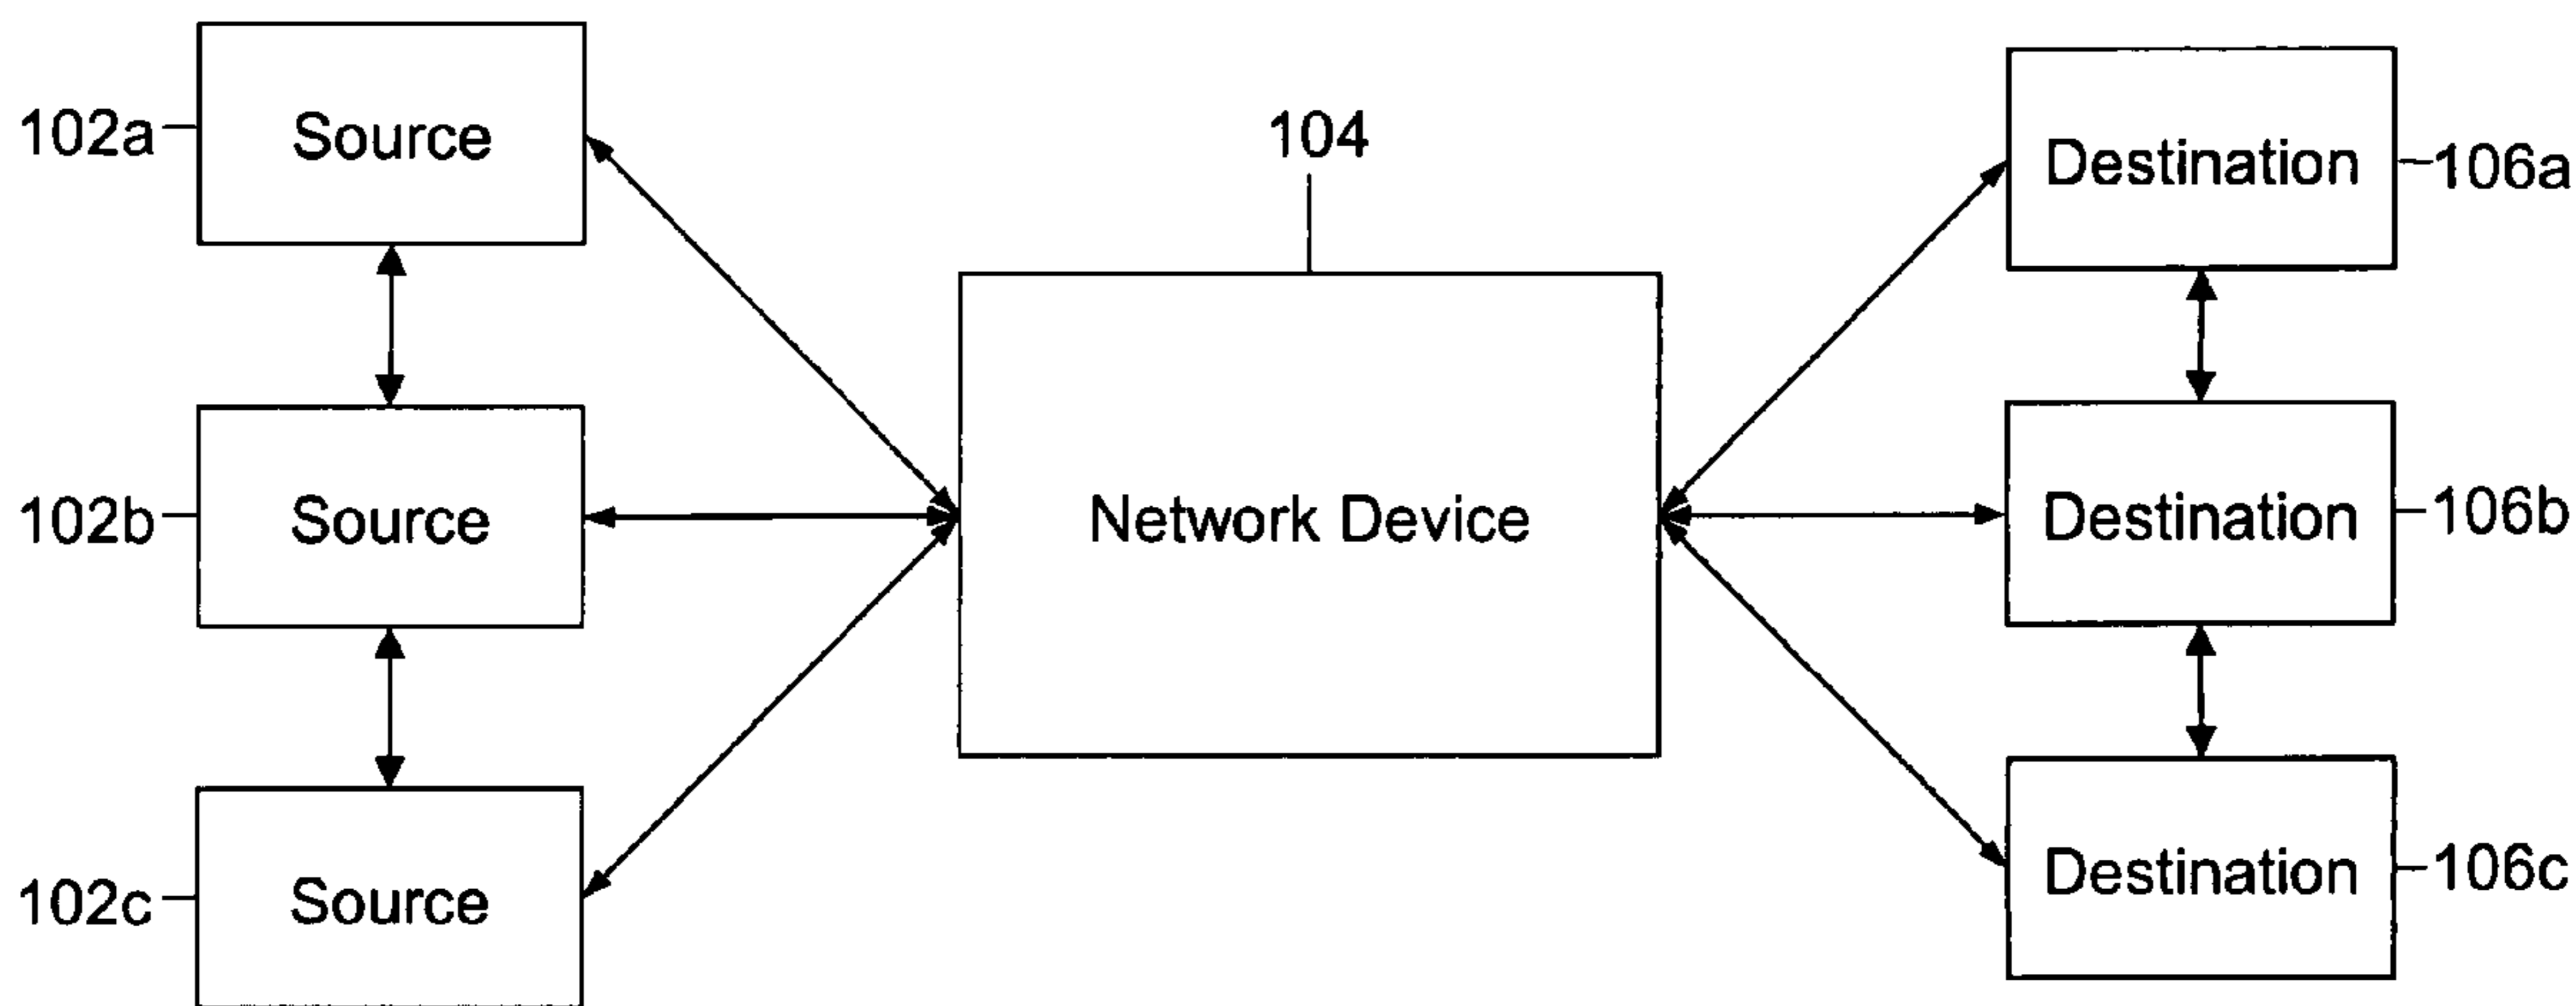 102a
Source
104
Destination
106a
102b
Source
Network Device
Destination
106b
102c
Source
Destination
106c